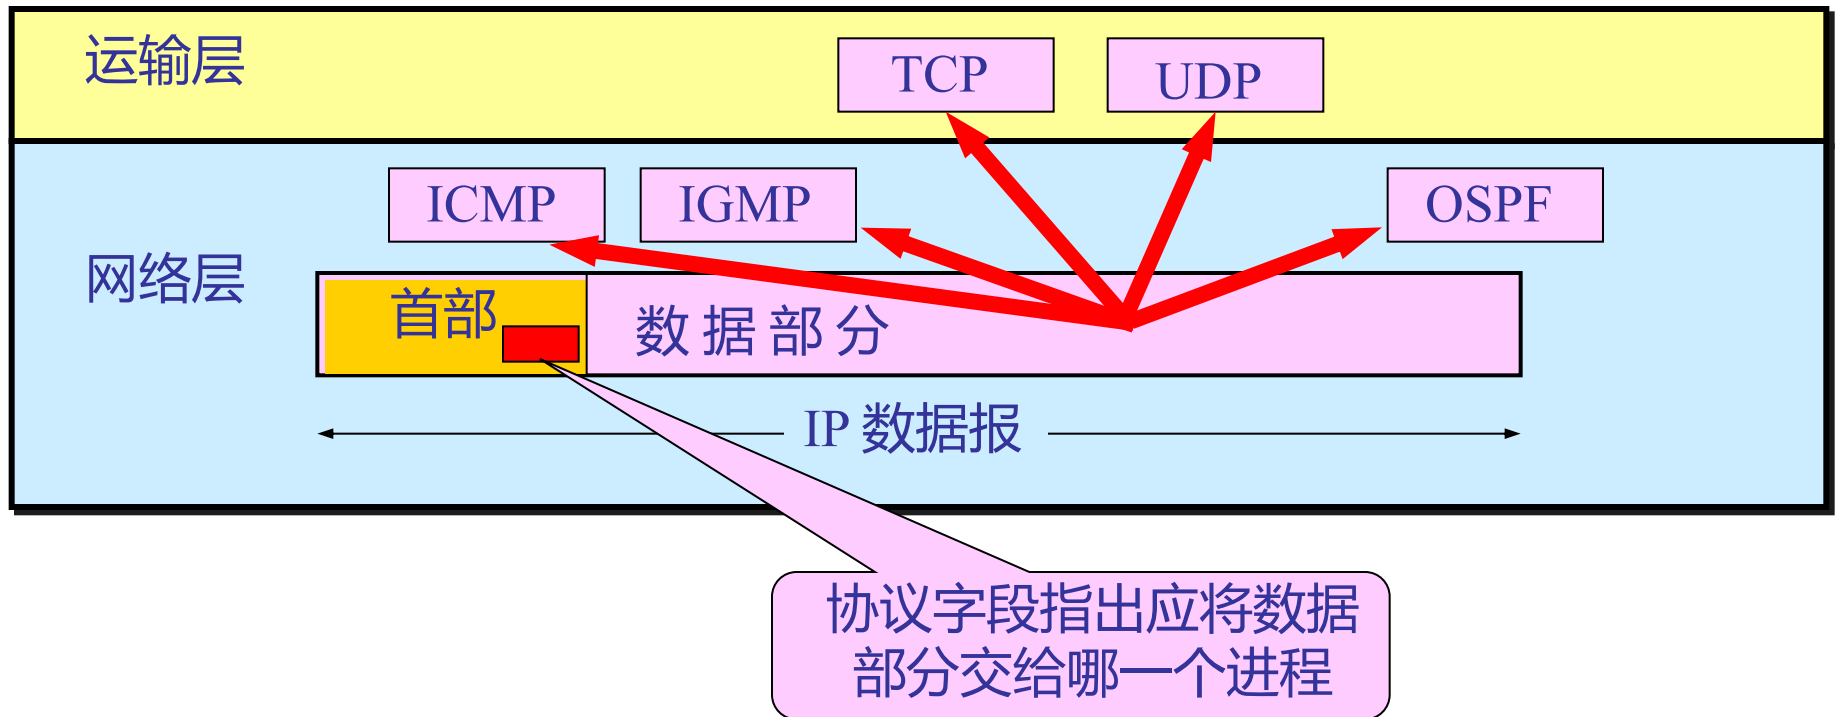 运输层
TCP
UDP
ICMP
IGMP
OSPF
网络层
首部
数 据 部 分
IP 数据报
协议字段指出应将数据
部分交给哪一个进程